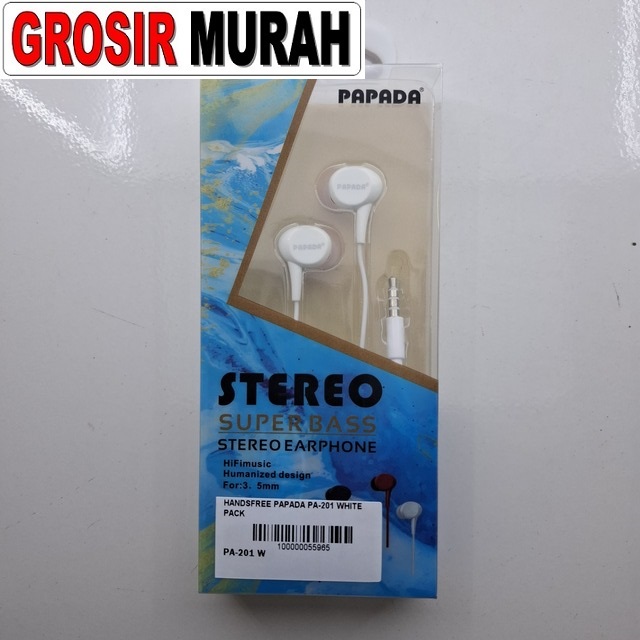 GROSIR MURAH
PAPADA®
PAPADA®
PAPADA®
STEREO
SUPERBASS
STEREO EARPHONE
HiFimusic
Humanized design
For:3. 5mm
HANDSFREE PAPADA PA-201 WHITE
PACK
100000055965
PA-201 W